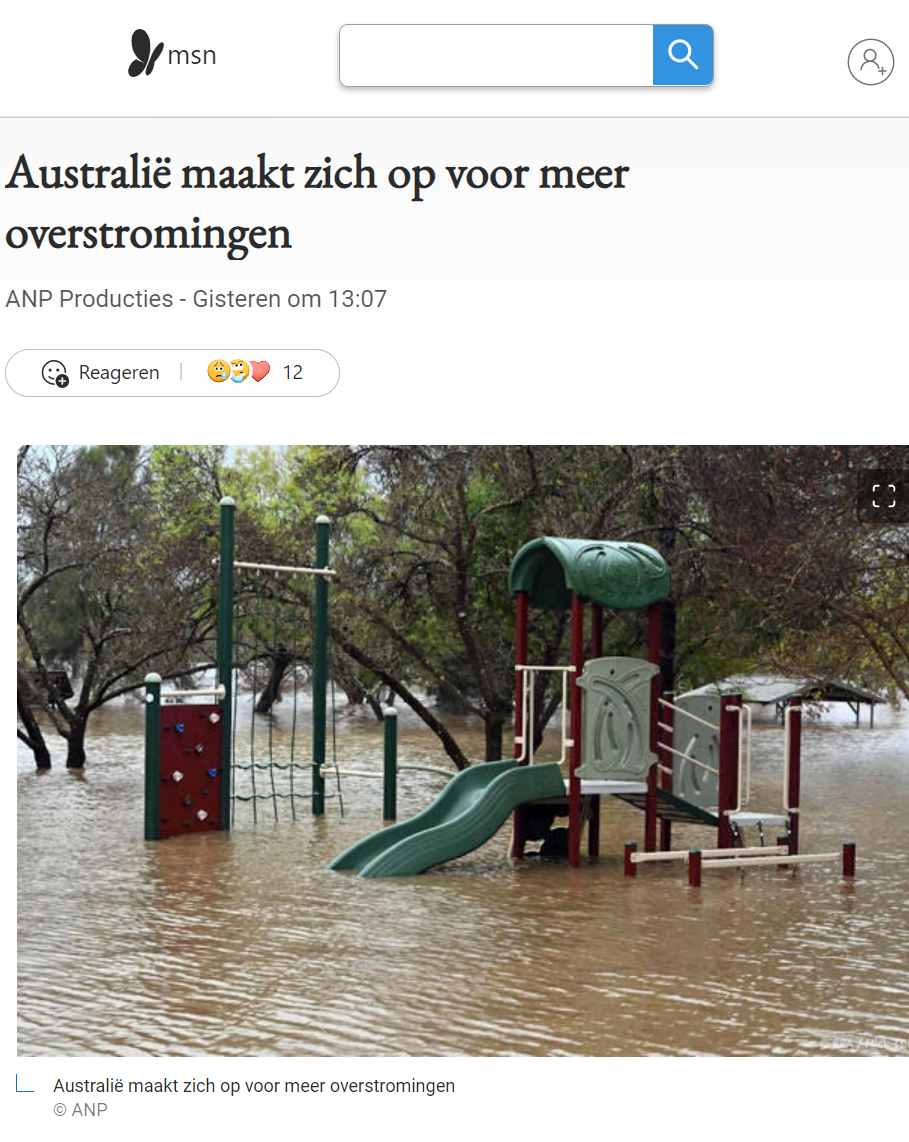 msn
Australië maakt zich op voor meer
overstromingen
ANP Producties - Gisteren om 13:07
Reageren | 12
Australië maakt zich op voor meer overstromingen
© ANP